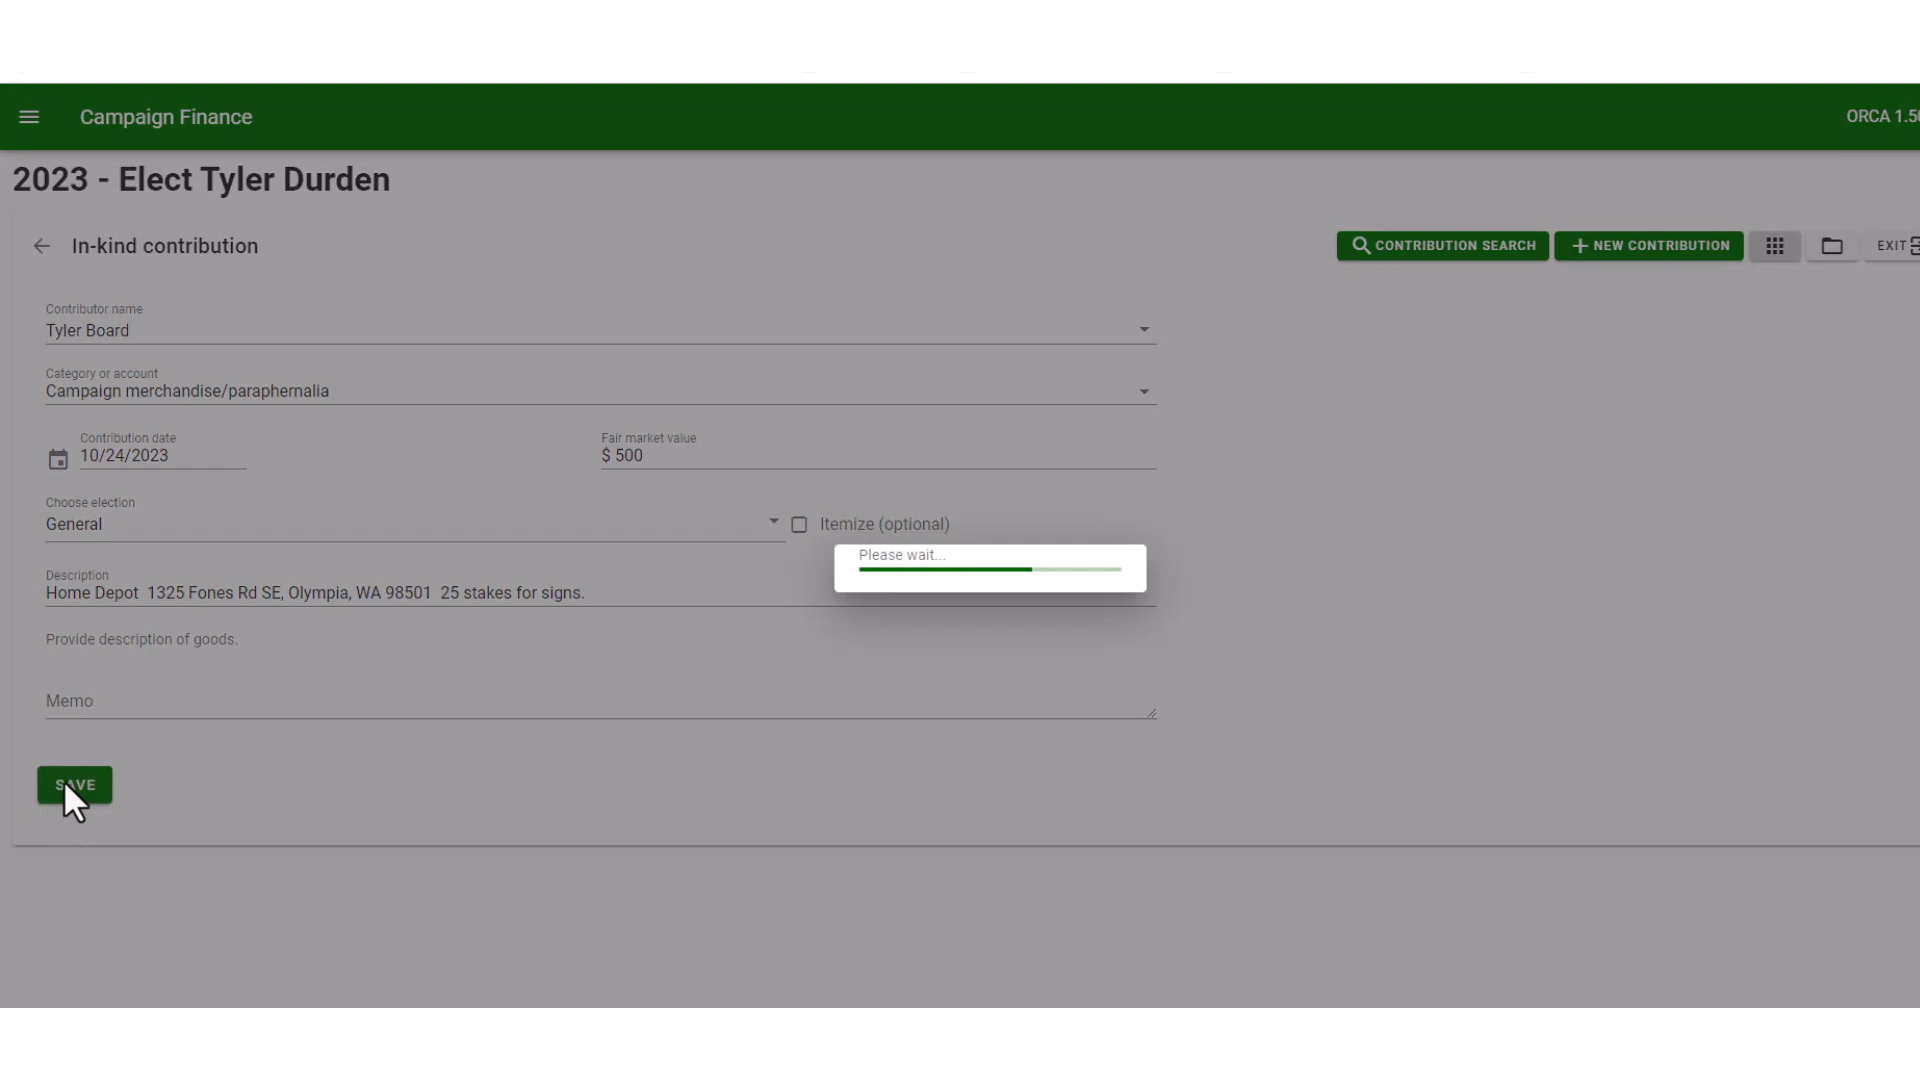 Campaign Finance
ORCA 1.50
2023 - Elect Tyler Durden
In-kind contribution
CONTRIBUTION SEARCH
NEW CONTRIBUTION
EXIT
Contributor name
Tyler Board
Category or account
Campaign merchandise/paraphernalia
Contribution date
10/24/2023
Fair market value
$ 500
Choose election
General
Itemize (optional)
Please wait...
Description
Home Depot  1325 Fones Rd SE, Olympia, WA 98501  25 stakes for signs.
Provide description of goods.
Memo
SAVE